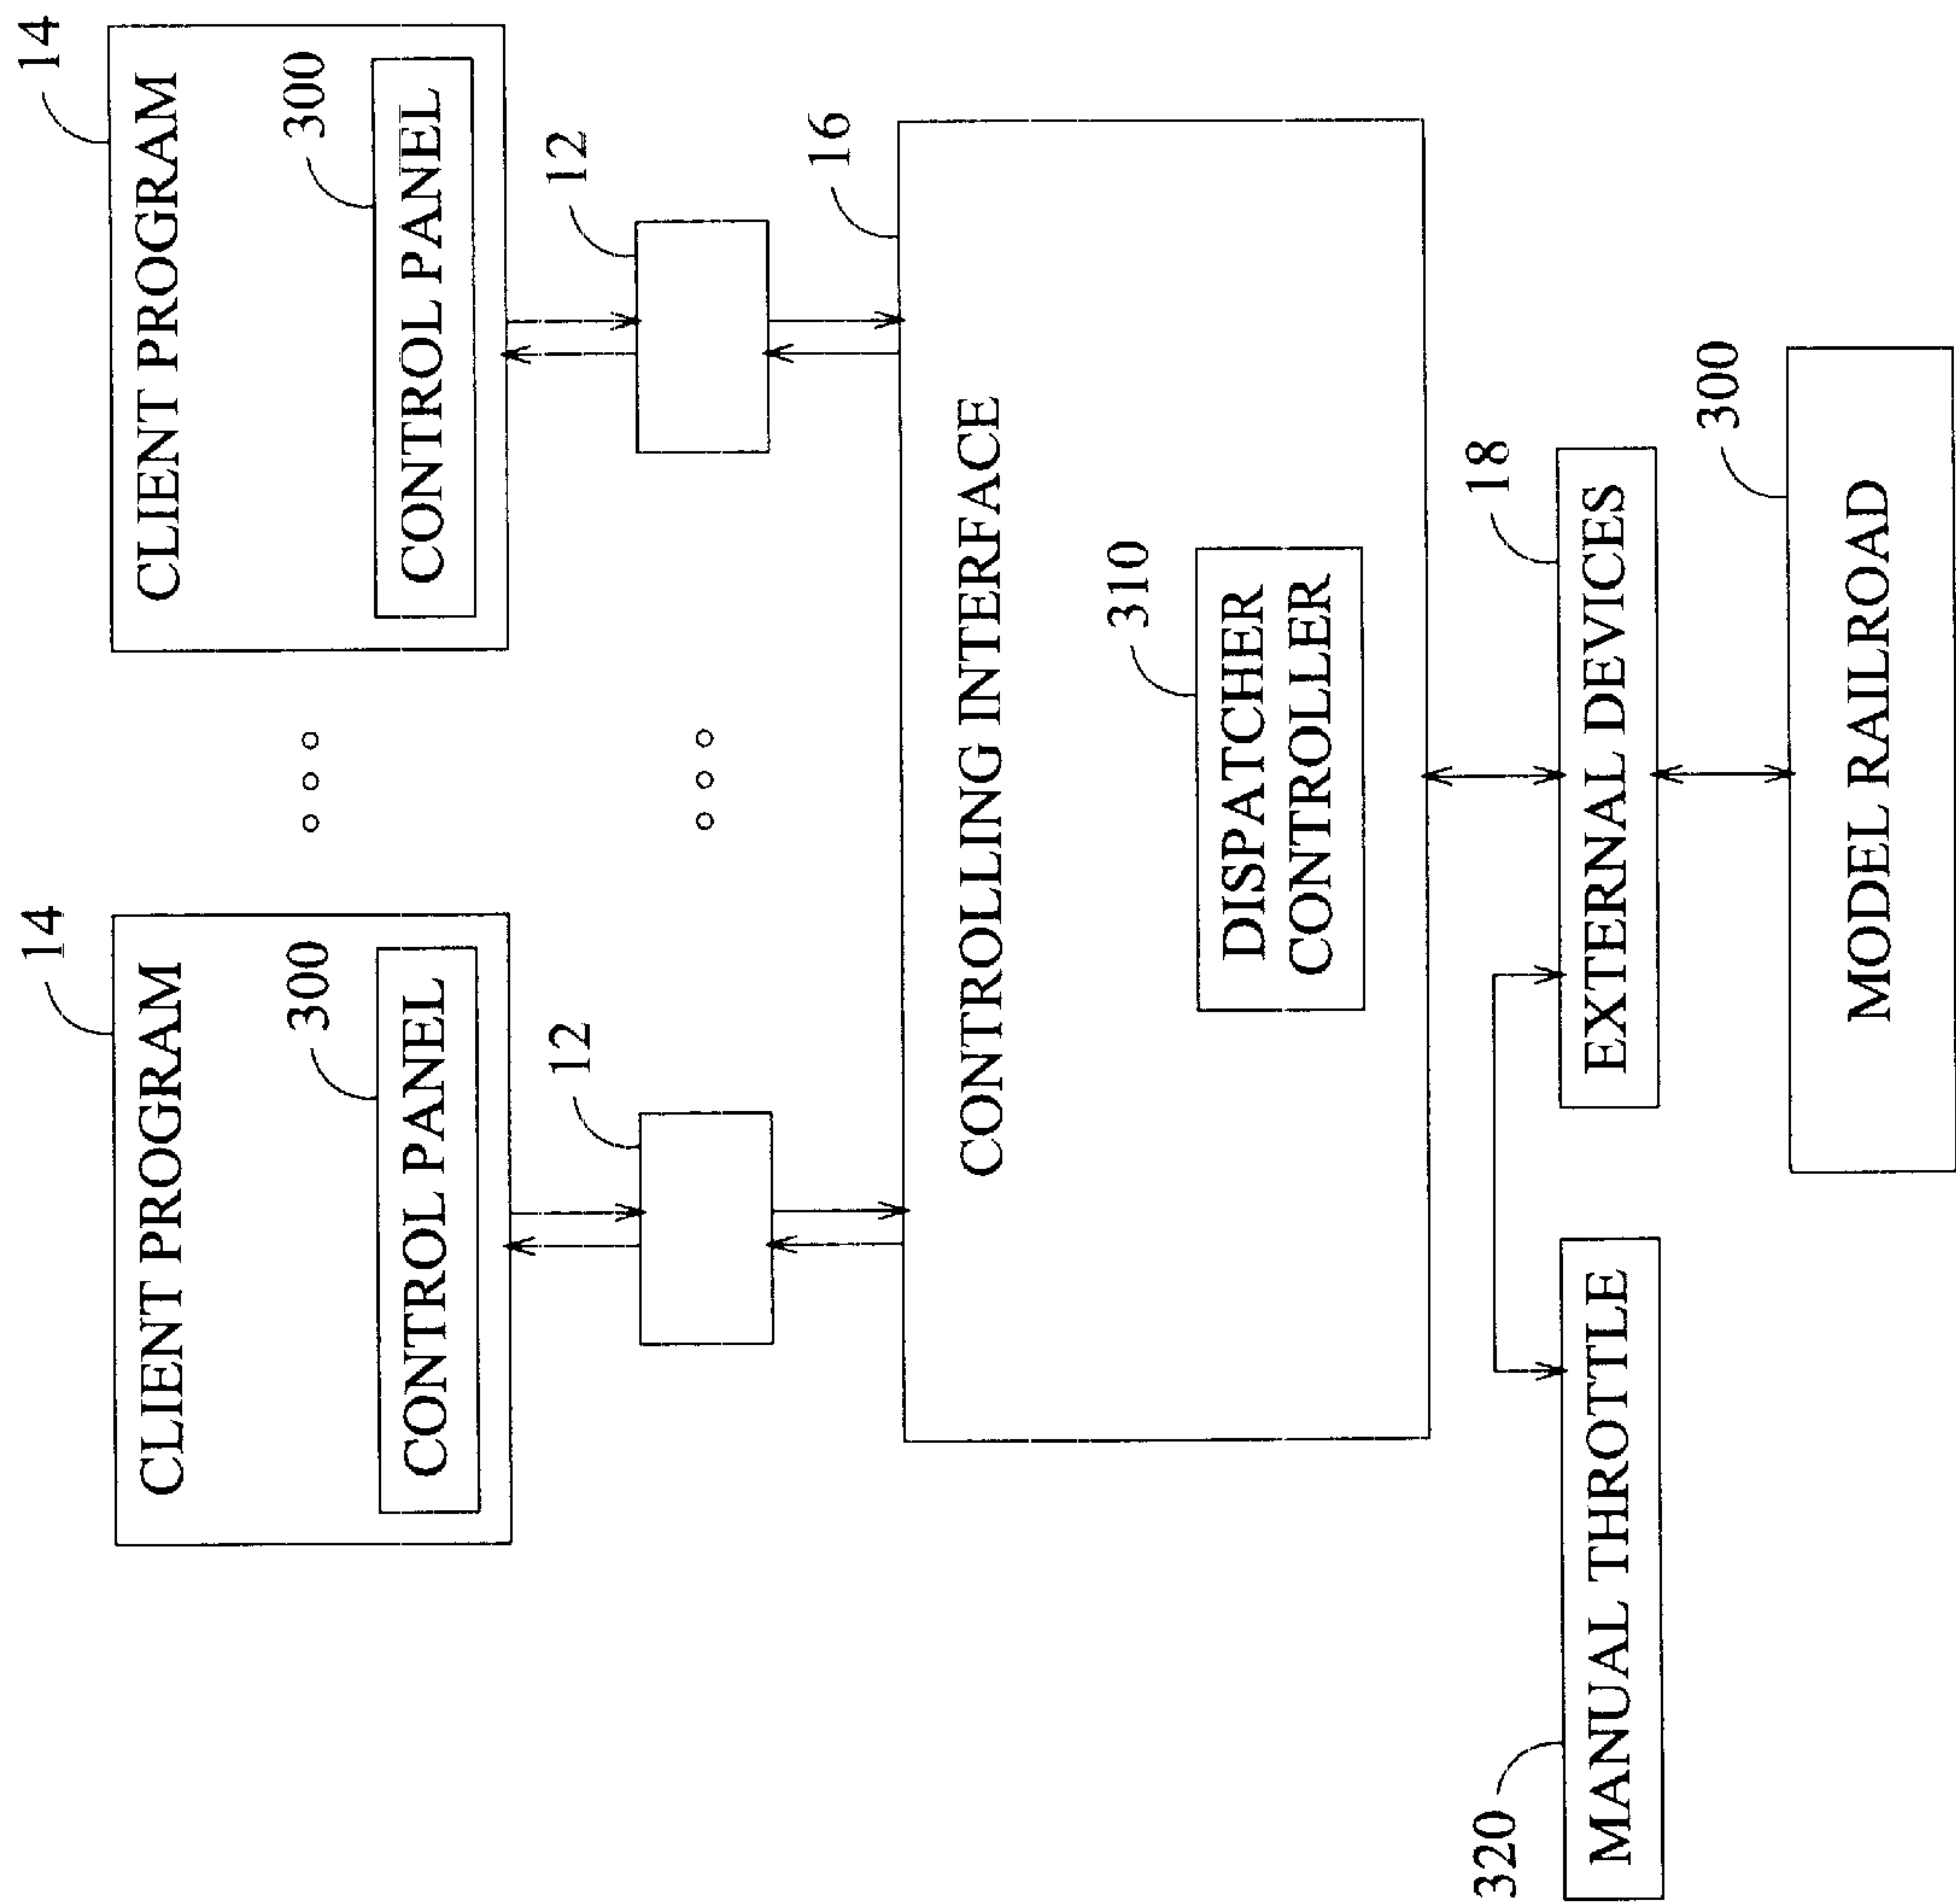 14
CLIENT PROGRAM
300
CONTROL PANEL
12
14
CLIENT PROGRAM
300
CONTROL PANEL
12
16
CONTROLLING INTERFACE
310
DISPATCHER
CONTROLLER
320
MANUAL THROTTLE
18
EXTERNAL DEVICES
300
MODEL RAILROAD